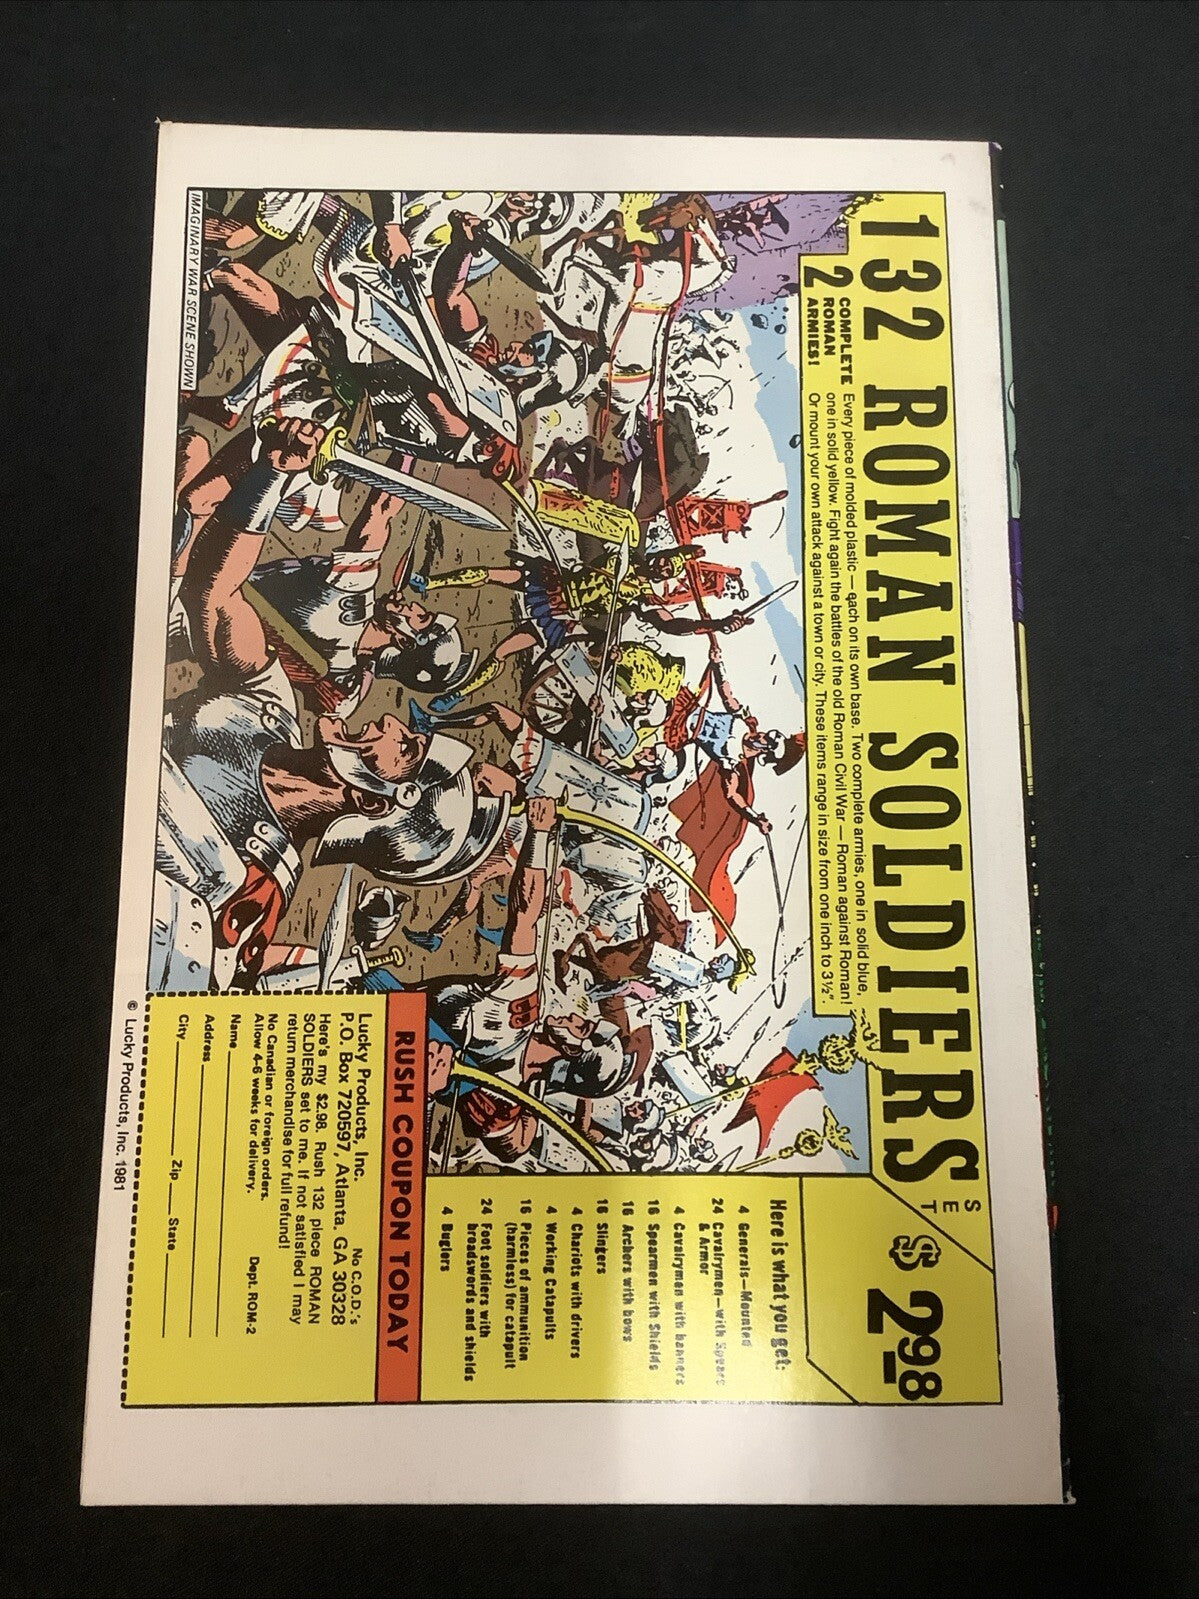 132 ROMAN SOLDIERS
SET
$2.98
2
COMPLETE
ROMAN
ARMIES!
Every piece of molded plastic — each on its own base. Two complete armies, one in solid blue,
one in solid yellow. Fight again the battles of the old Roman Civil War — Roman against Roman!
Or mount your own attack against a town or city. These items range in size from one inch to 3½".
Here is what you get:
4 Generals—Mounted
24 Cavalrymen—with Spears
& Armor
4 Cavalrymen with banners
16 Spearmen with Shields
16 Archers with bows
16 Slingers
4 Chariots with drivers
4 Working Catapults
16 Pieces of ammunition
(harmless) for catapult
24 Foot soldiers with
broadswords and shields
4 Buglers
IMAGINARY WAR SCENE SHOWN
RUSH COUPON TODAY
Lucky Products, Inc. No C.O.D.'s
P.O. Box 720597, Atlanta, GA 30328
Here's my $2.98. Rush 132 piece ROMAN
SOLDIERS set to me. If not satisfied I may
return merchandise for full refund!
No Canadian or foreign orders.
Allow 4-6 weeks for delivery. Dept. ROM-2
Name
Address
City Zip State
© Lucky Products, Inc. 1981